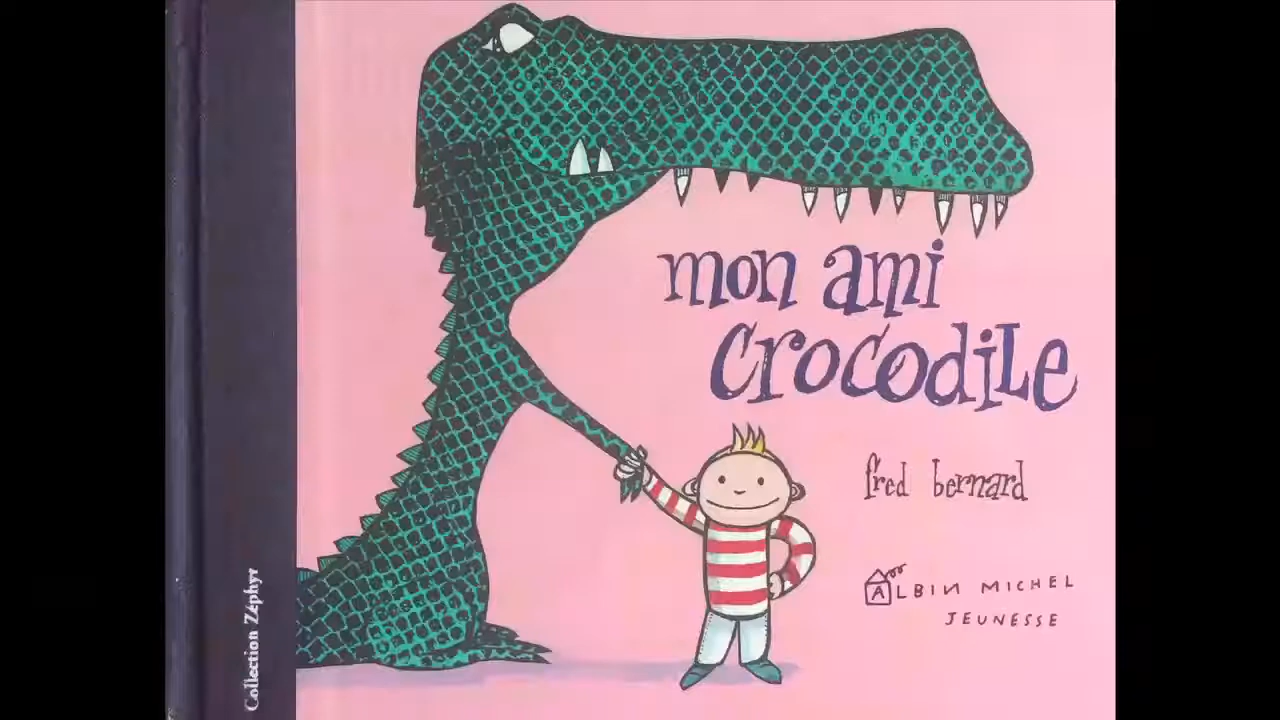 mon ami
crocodile
fred bernard
ALBIN MICHEL
JEUNESSE
Collection Zéphyr